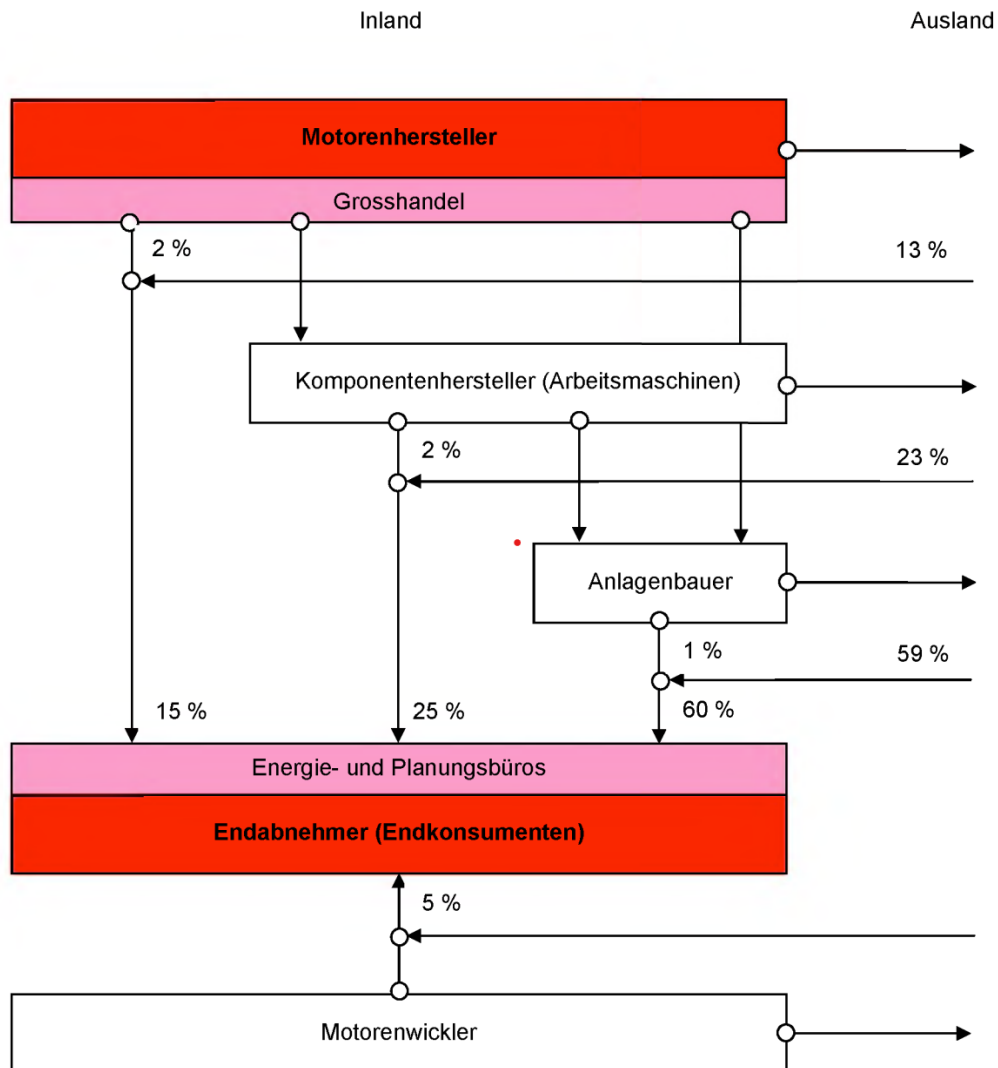 Inland Ausland
Motorenhersteller
Grosshandel
2 % 13 %
Komponentenhersteller (Arbeitsmaschinen)
2 % 23 %
Anlagenbauer
1 % 59 %
15 % 25 % 60 %
Energie- und Planungsbüros
Endabnehmer (Endkonsumenten)
5 %
Motorenwickler